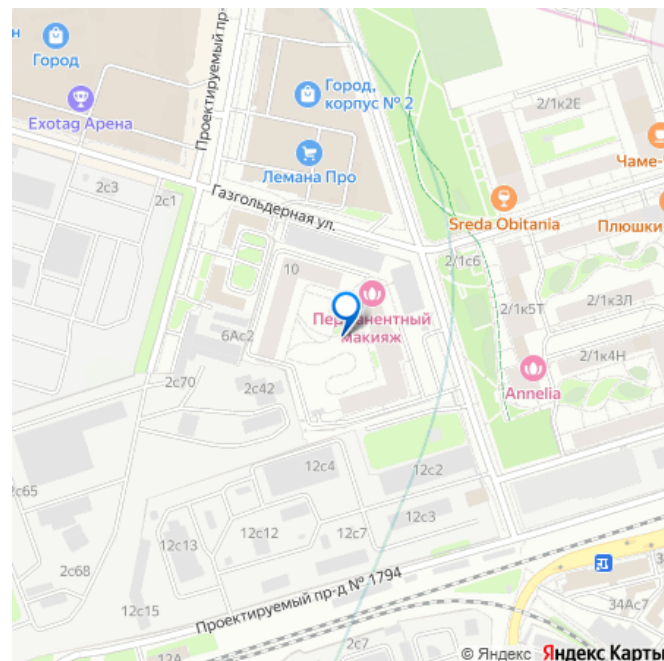 н
Город
Exotag Арена
Проектируемый пр-
Город,
корпус № 2
Лемана Про
2/1к2Е
Чаме-
Sreda Obitania
Плюшки
2с3
2с1
Газгольдерная ул.
10
2/1с6
Перманентный
макияж
2/1к5Т
2/1к3Л
6Ас2
2/1к4Н
Annelia
2с70
2с42
12с4
12с2
2с65
12с3
12с13
12с12
12с7
2с68
Проектируемый пр-д № 1794
12с15
34Ас7
2с7
12А
© Яндекс Яндекс Карты